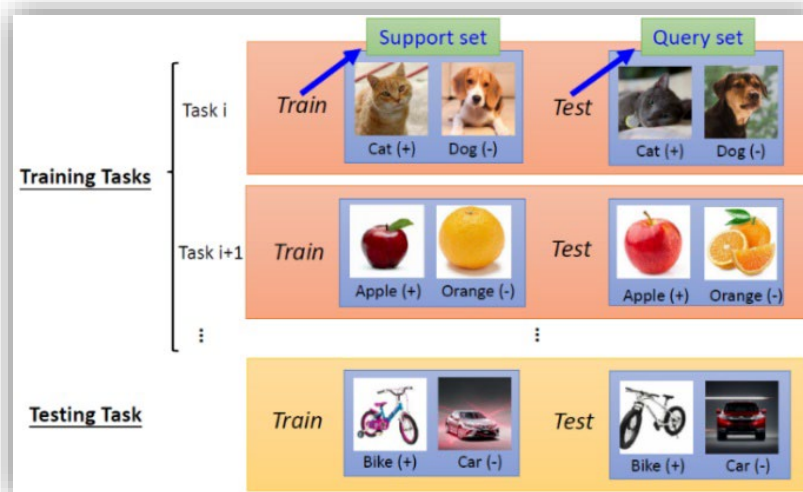 Support set
Query set
Task i
Train
Cat (+) Dog (-)
Test
Cat (+) Dog (-)
Training Tasks
Task i+1
Train
Apple (+) Orange (-)
Test
Apple (+) Orange (-)
⋮ ⋮
Testing Task
Train
Bike (+) Car (-)
Test
Bike (+) Car (-)